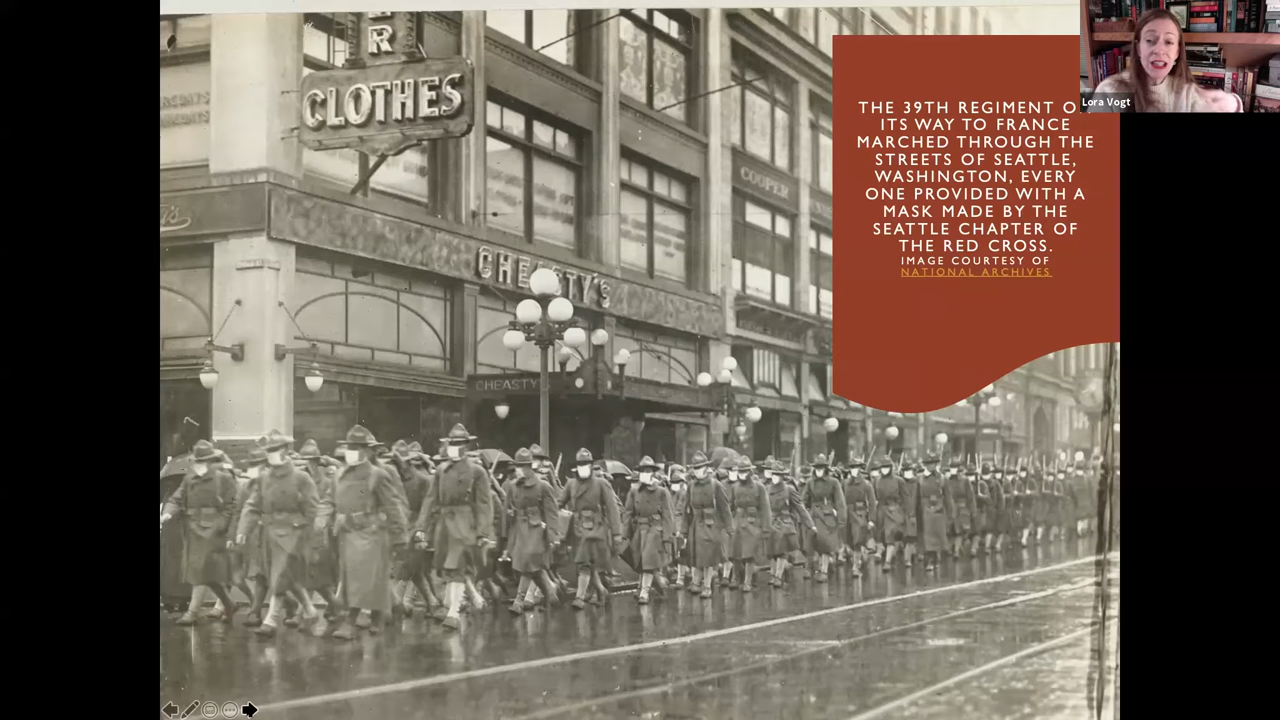 R
CLOTHES
COOPER
CHEASTY'S
CHEASTY'S
THE 39TH REGIMENT O
ITS WAY TO FRANCE
MARCHED THROUGH THE
STREETS OF SEATTLE,
WASHINGTON, EVERY
ONE PROVIDED WITH A
MASK MADE BY THE
SEATTLE CHAPTER OF
THE RED CROSS.
IMAGE COURTESY OF
NATIONAL ARCHIVES
Lora Vogt